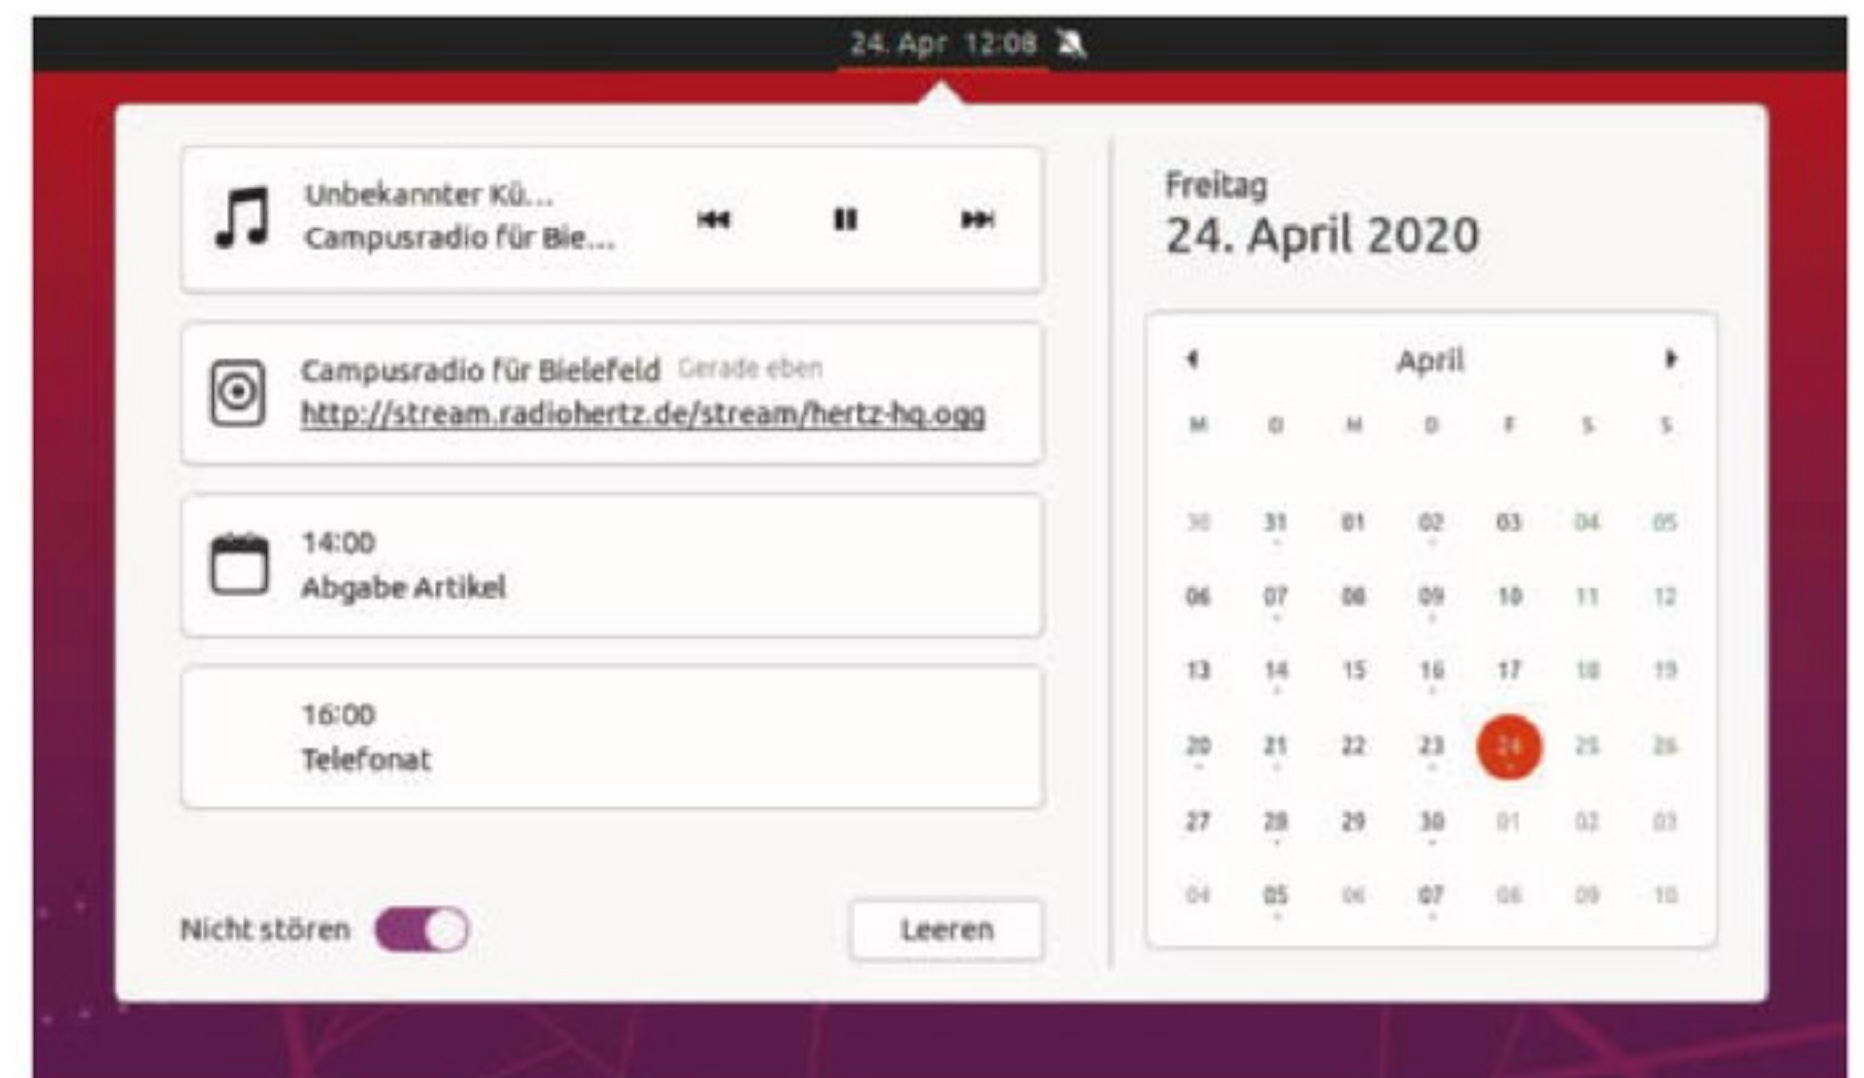 24. Apr 12:08
Unbekannter Kü...
Campusradio für Bie...
Campusradio für Bielefeld Gerade eben
http://stream.radiohertz.de/stream/hertz-hq.ogg
14:00
Abgabe Artikel
16:00
Telefonat
Nicht stören
Leeren
Freitag
24. April 2020
April
M D M D F S S
30 31 01 02 03 04 05
06 07 08 09 10 11 12
13 14 15 16 17 18 19
20 21 22 23 24 25 26
27 28 29 30 01 02 03
04 05 06 07 08 09 10